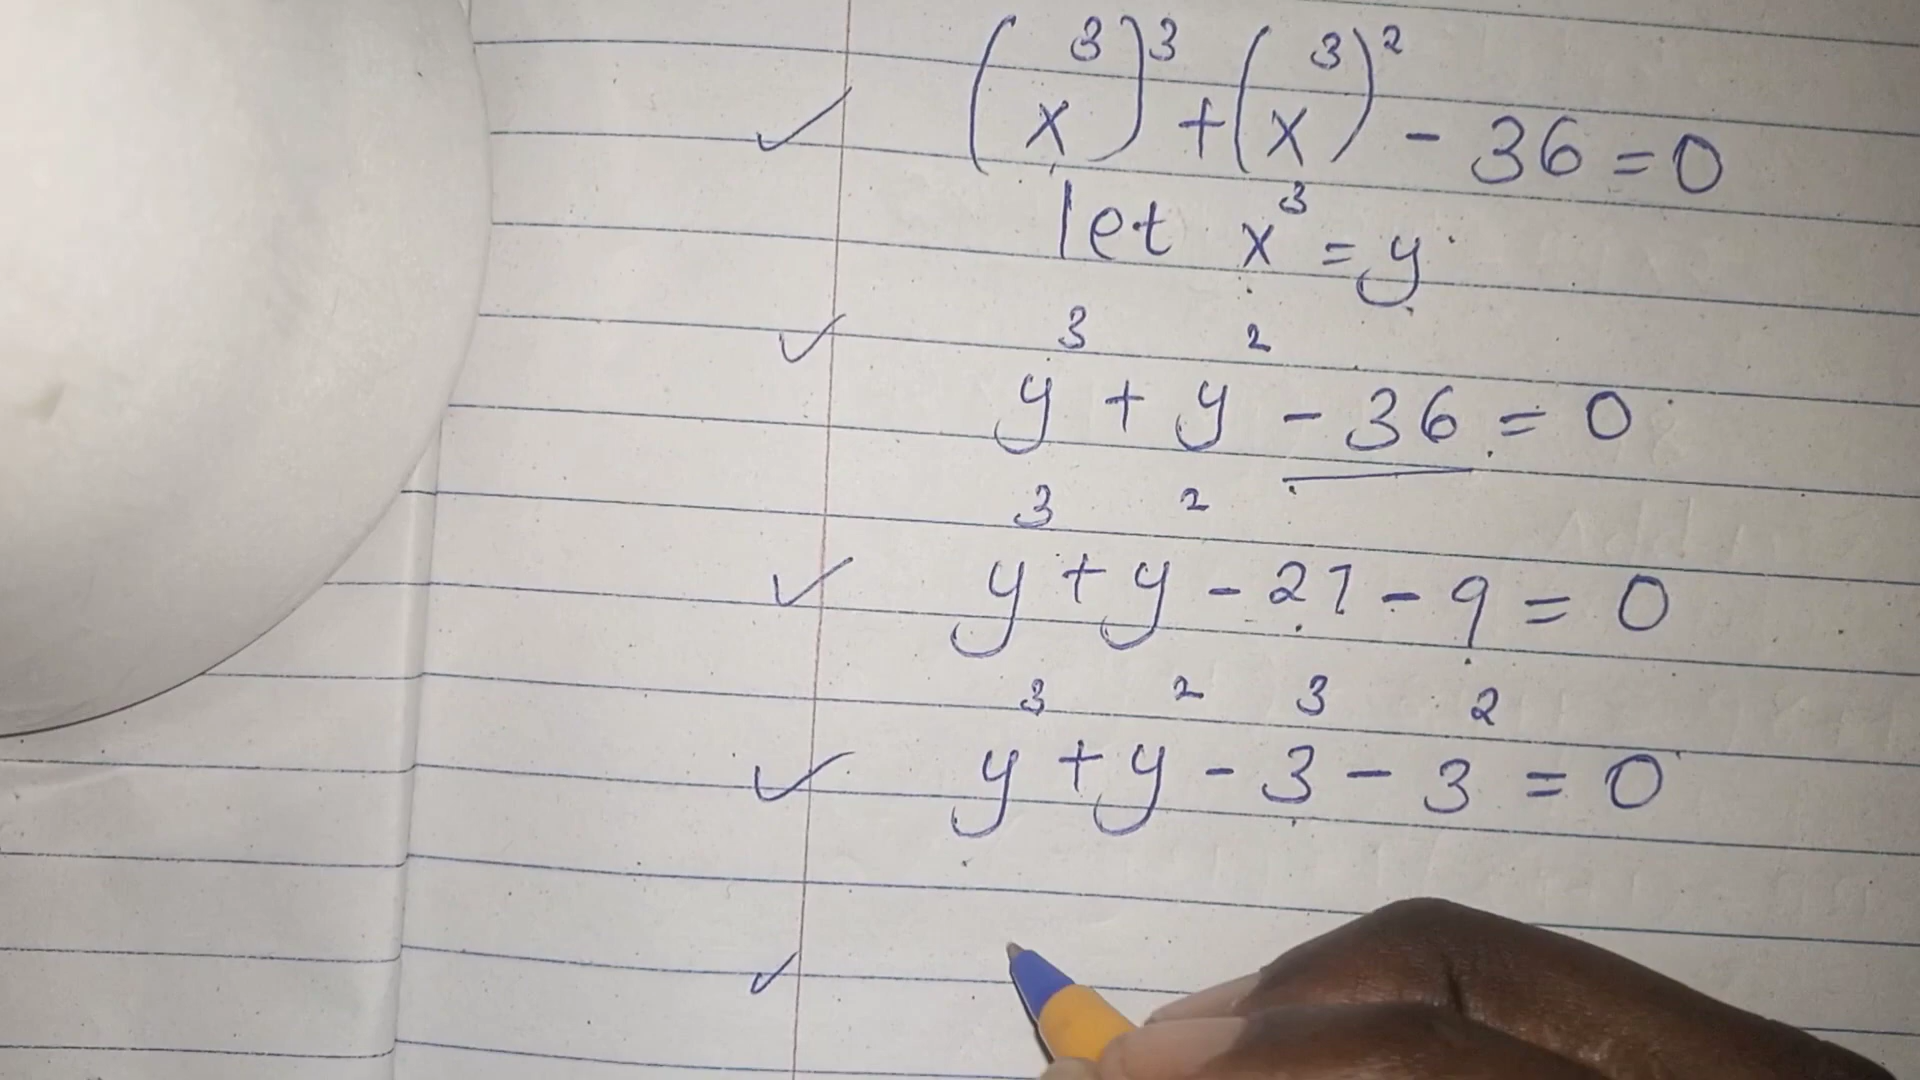 (x³)³ + (x³)² - 36 = 0
let x³ = y
y³ + y² - 36 = 0
y³ + y² - 27 - 9 = 0
y³ + y² - 3³ - 3² = 0